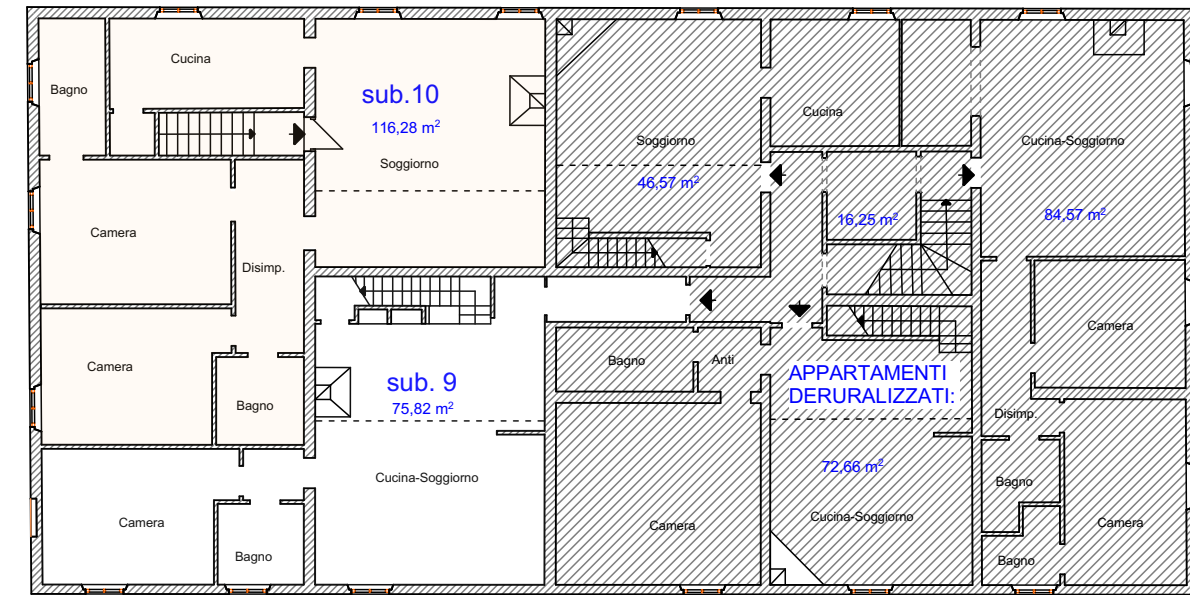 Cucina
Bagno
sub.10
116,28 m²
Soggiorno
Camera
Disimp.
Camera
Bagno
sub. 9
75,82 m²
Cucina-Soggiorno
Camera
Bagno
Soggiorno
46,57 m²
Cucina
16,25 m²
Cucina-Soggiorno
84,57 m²
Bagno
Anti
APPARTAMENTI
DERURALIZZATI:
72,66 m²
Cucina-Soggiorno
Camera
Camera
Disimp.
Bagno
Camera
Bagno